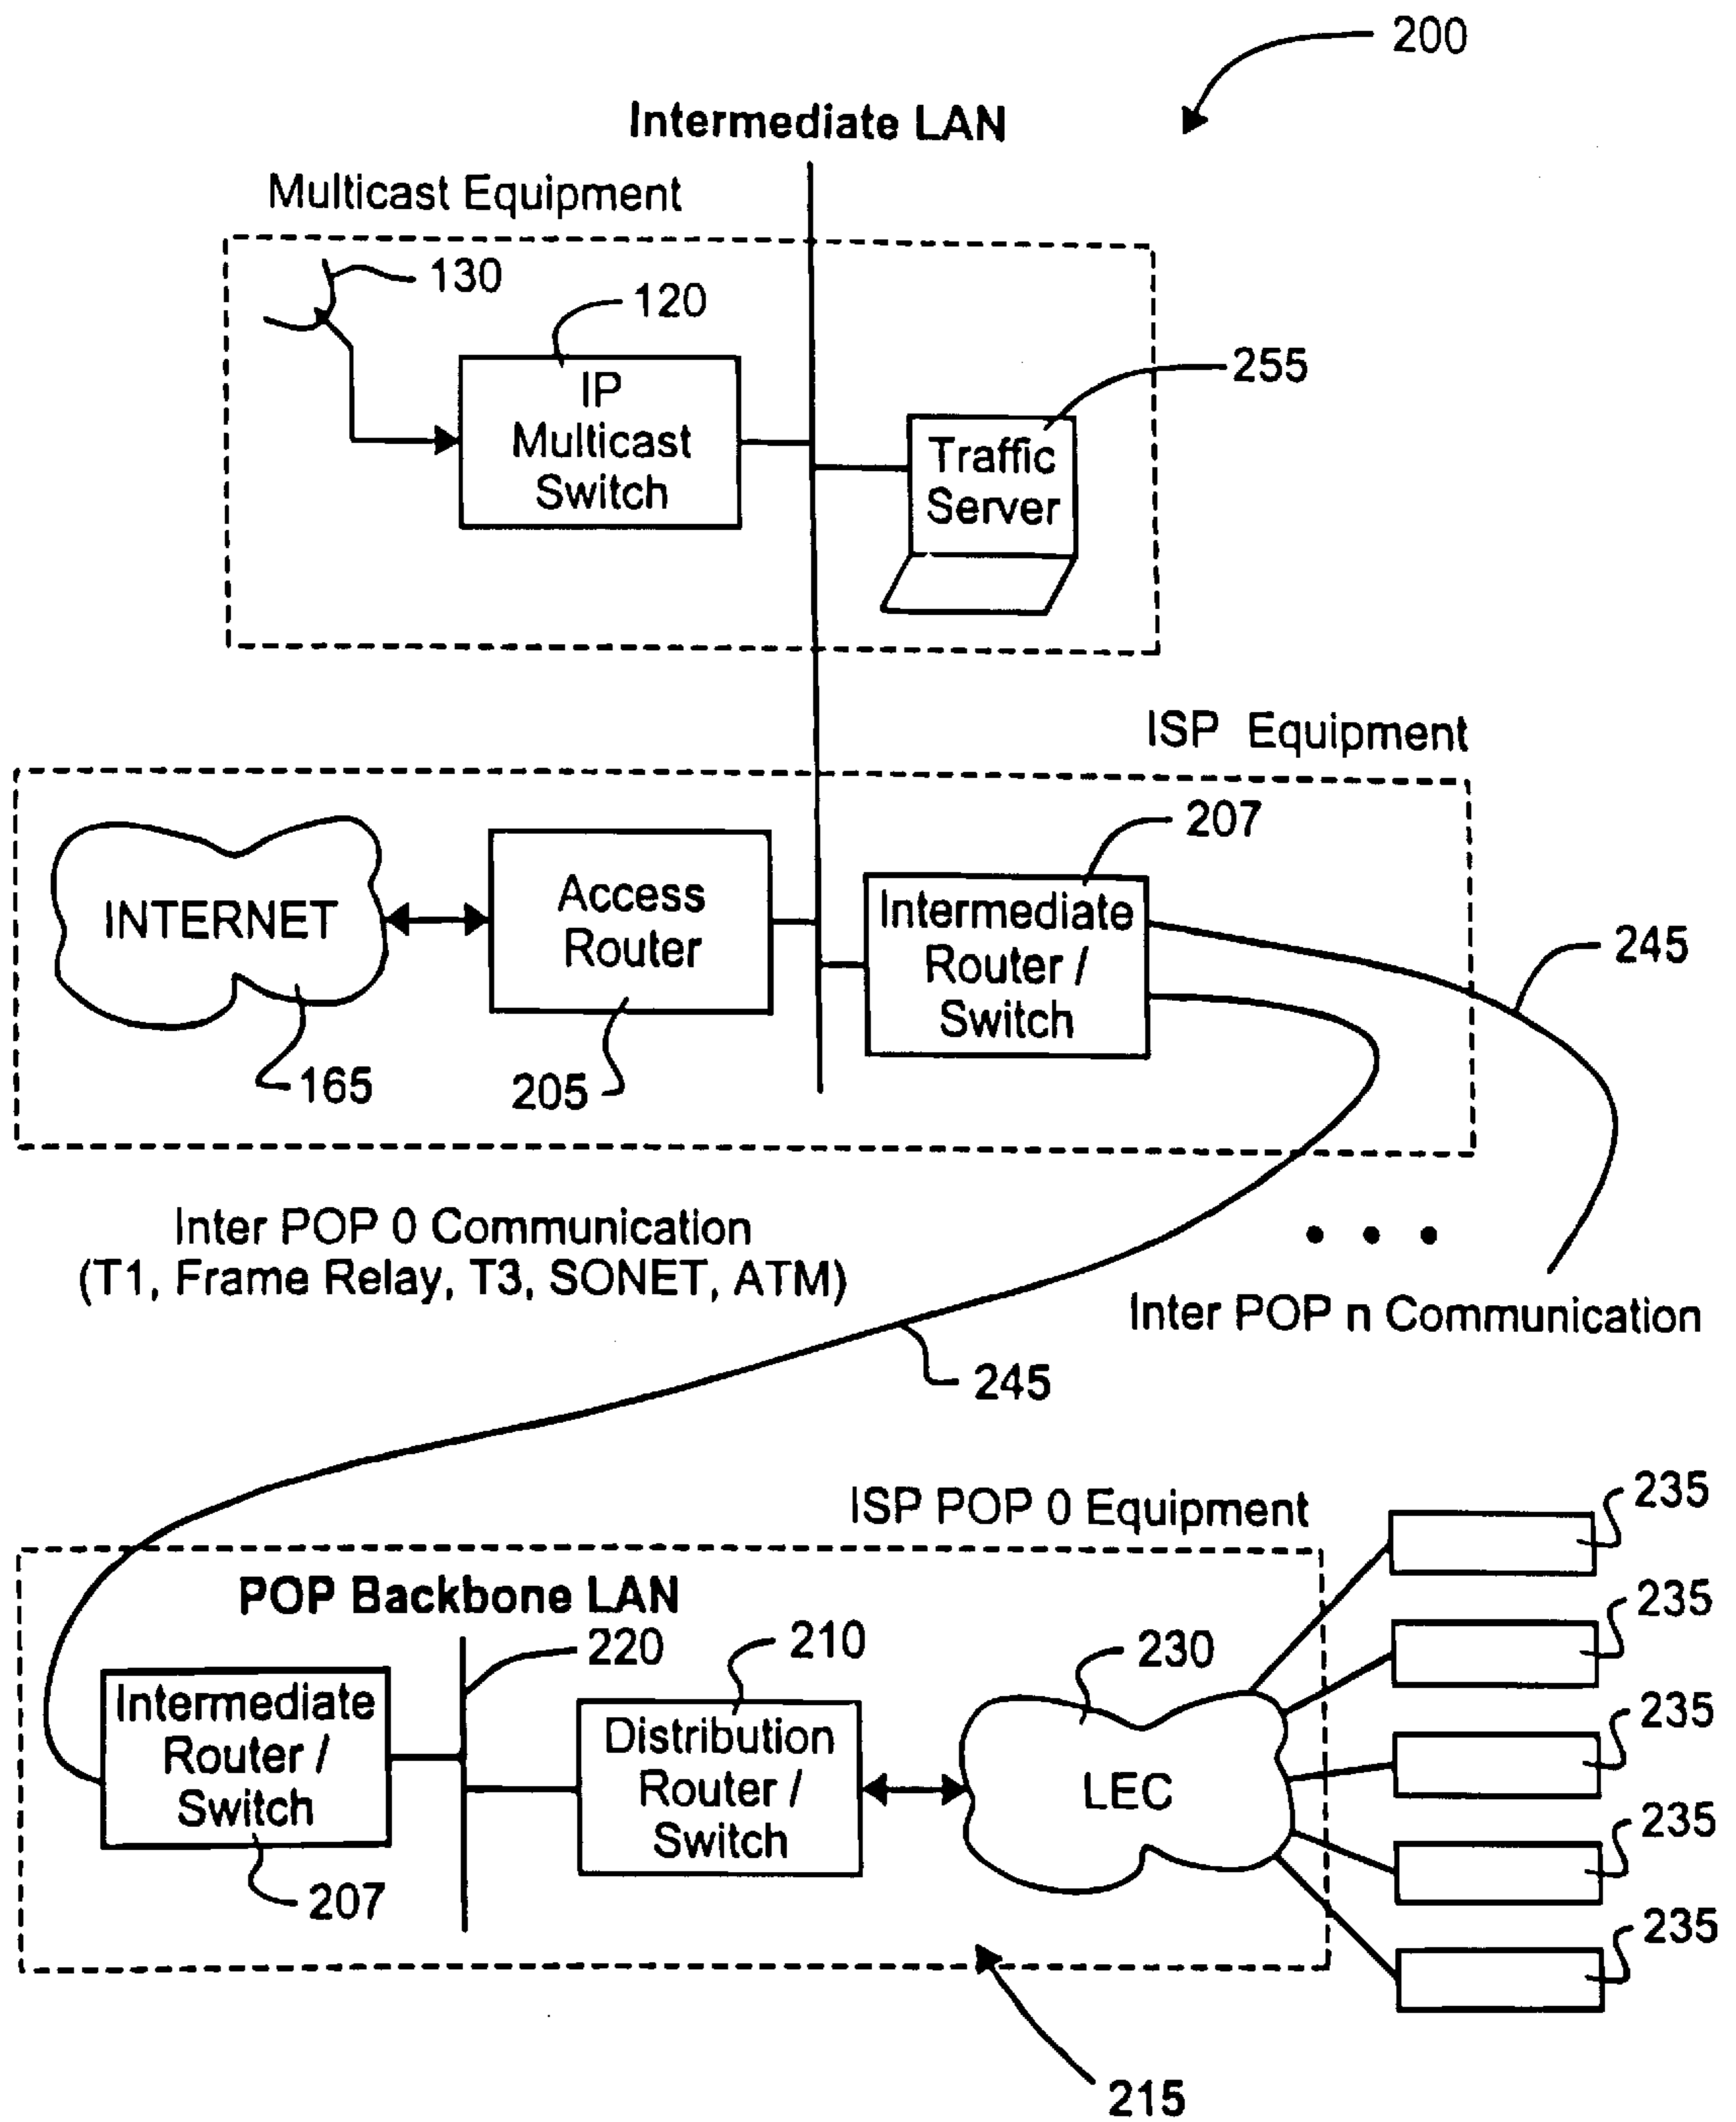 200
Intermediate LAN
Multicast Equipment
130
120
IP
Multicast
Switch
255
Traffic
Server
ISP Equipment
207
INTERNET
Access
Router
Intermediate
Router /
Switch
245
165
205
Inter POP 0 Communication
(T1, Frame Relay, T3, SONET, ATM)
Inter POP n Communication
245
ISP POP 0 Equipment
235
POP Backbone LAN
235
220
210
230
Intermediate
Router /
Switch
Distribution
Router /
Switch
LEC
235
235
207
235
215